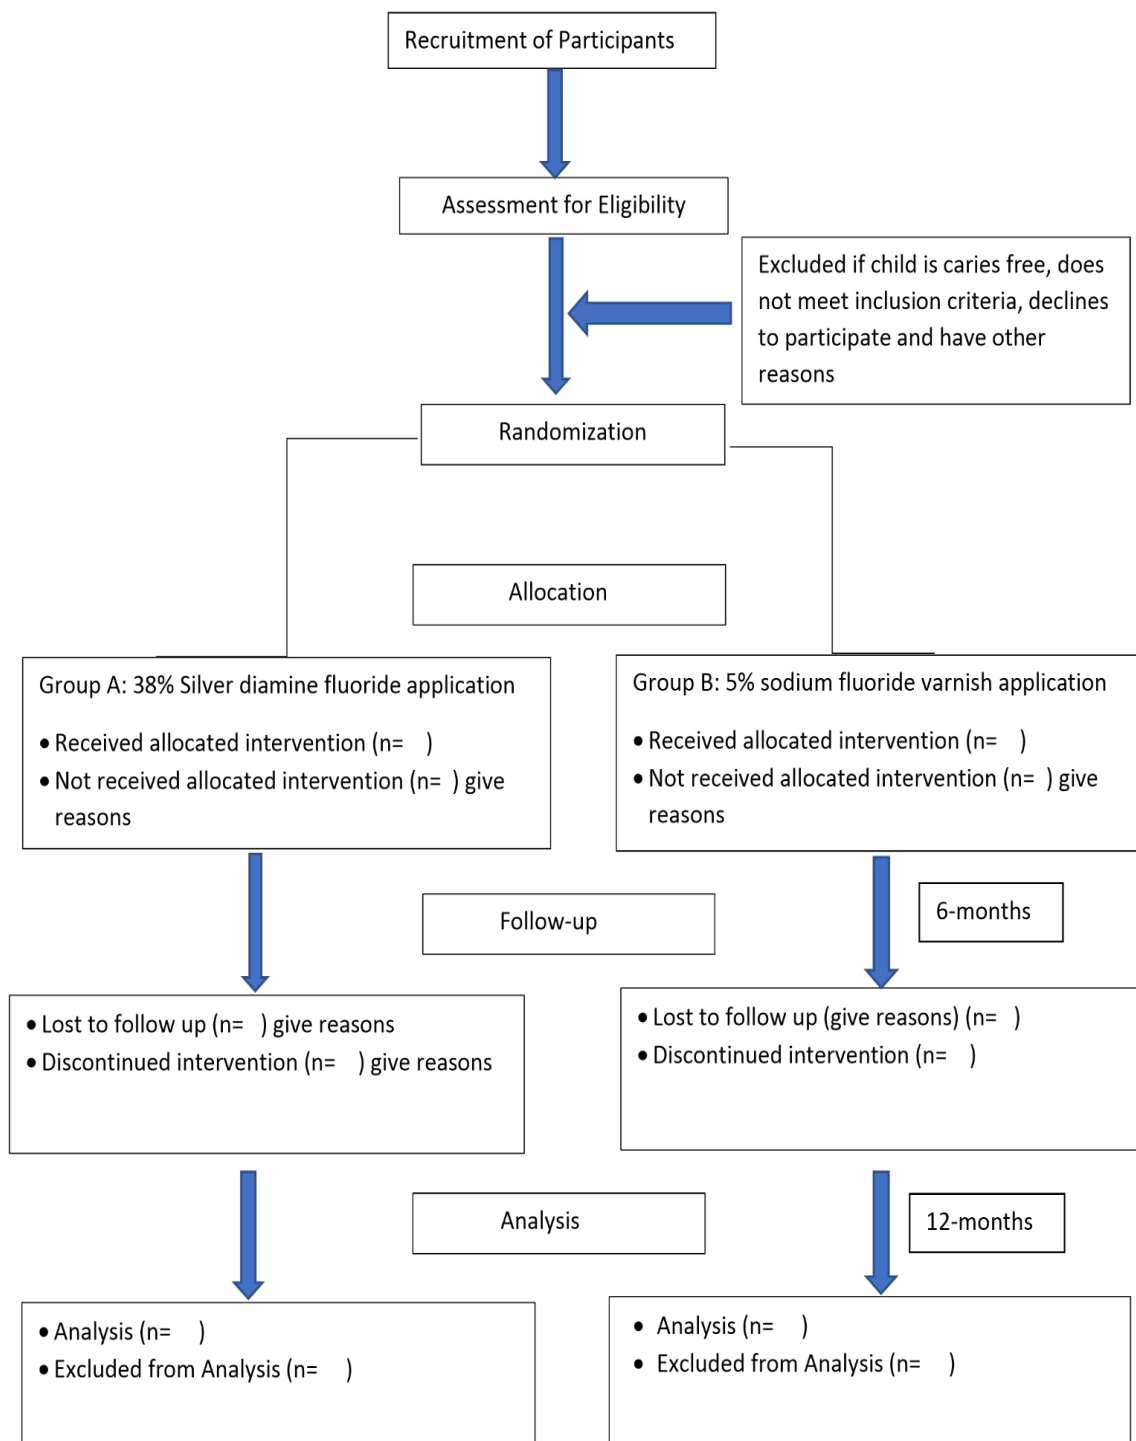 Recruitment of Participants
Assessment for Eligibility
Excluded if child is caries free, does
not meet inclusion criteria, declines
to participate and have other
reasons
Randomization
Allocation
Group A: 38% Silver diamine fluoride application
• Received allocated intervention (n=    )
• Not received allocated intervention (n=  ) give
reasons
Group B: 5% sodium fluoride varnish application
• Received allocated intervention (n=    )
• Not received allocated intervention (n=  ) give
reasons
Follow-up
6-months
• Lost to follow up (n=   ) give reasons
• Discontinued intervention (n=    ) give reasons
• Lost to follow up (give reasons) (n=   )
• Discontinued intervention (n=    )
Analysis
12-months
• Analysis (n=     )
• Excluded from Analysis (n=     )
• Analysis (n=     )
• Excluded from Analysis (n=     )